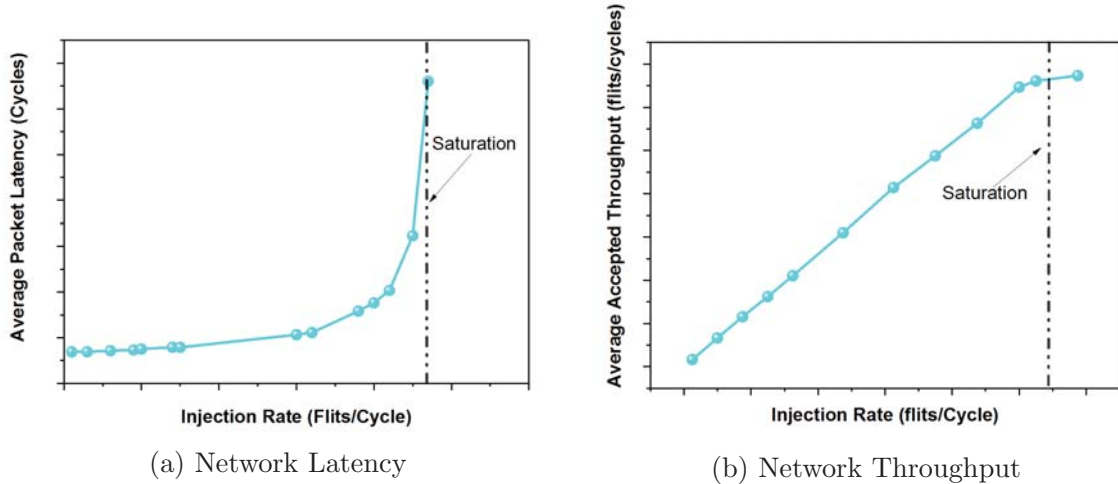 Average Packet Latency (Cycles)
Saturation
Injection Rate (Flits/Cycle)
(a) Network Latency
Average Accepted Throughput (flits/cycles)
Saturation
Injection Rate (flits/Cycle)
(b) Network Throughput